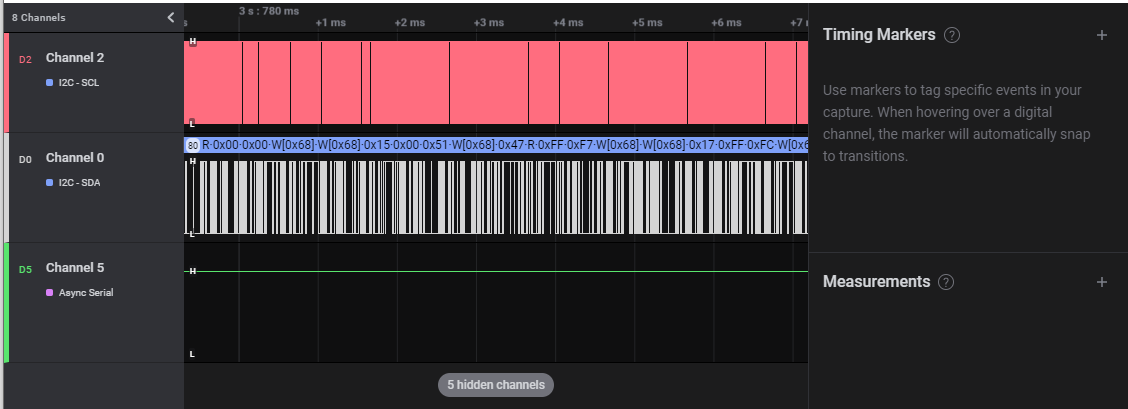 8 Channels
3 s : 780 ms
s
+1 ms
+2 ms
+3 ms
+4 ms
+5 ms
+6 ms
+7 m
D2
Channel 2
I2C - SCL
H
L
D0
Channel 0
I2C - SDA
80
R·0x00·0x00·W[0x68]·W[0x68]·0x15·0x00·0x51·W[0x68]·0x47·R·0xFF·0xF7·W[0x68]·W[0x68]·0x17·0xFF·0xFC·W[0x6
H
L
D5
Channel 5
Async Serial
H
L
5 hidden channels
Timing Markers ?
+
Use markers to tag specific events in your
capture. When hovering over a digital
channel, the marker will automatically snap
to transitions.
Measurements ?
+